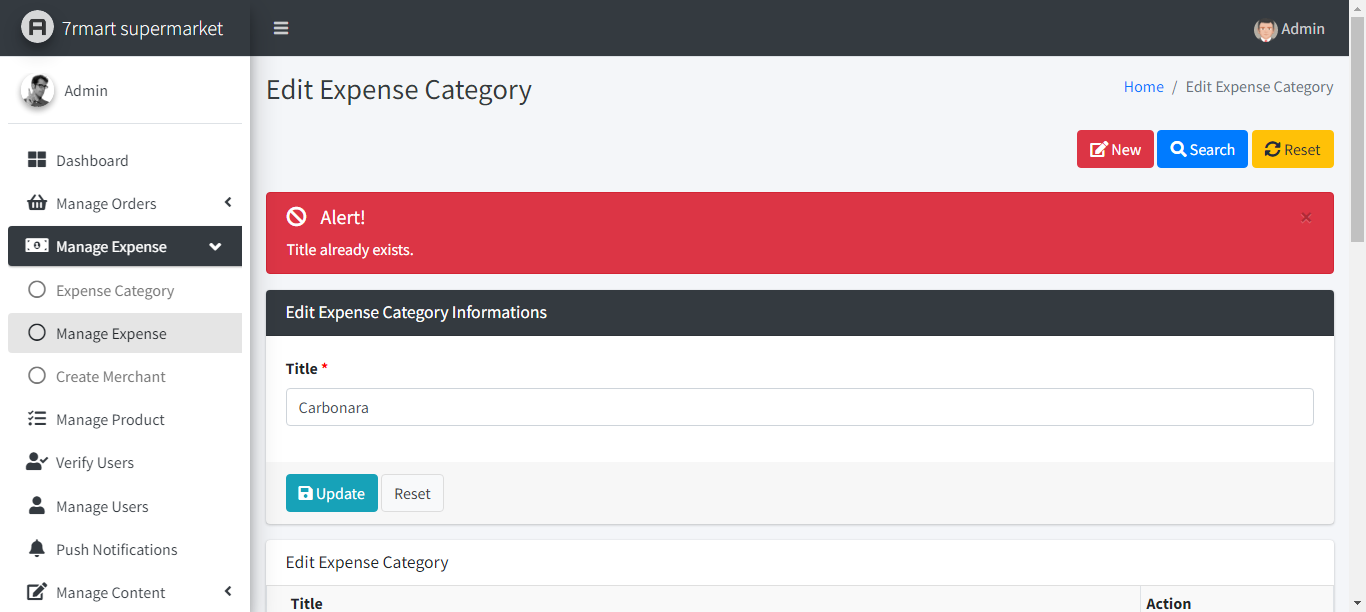 7rmart supermarket
Admin
Admin
Dashboard
Manage Orders
Manage Expense
Expense Category
Manage Expense
Create Merchant
Manage Product
Verify Users
Manage Users
Push Notifications
Manage Content
Edit Expense Category
Home / Edit Expense Category
New Search Reset
Alert!
×
Title already exists.
Edit Expense Category Informations
Title *
Carbonara
Update Reset
Edit Expense Category
Title Action